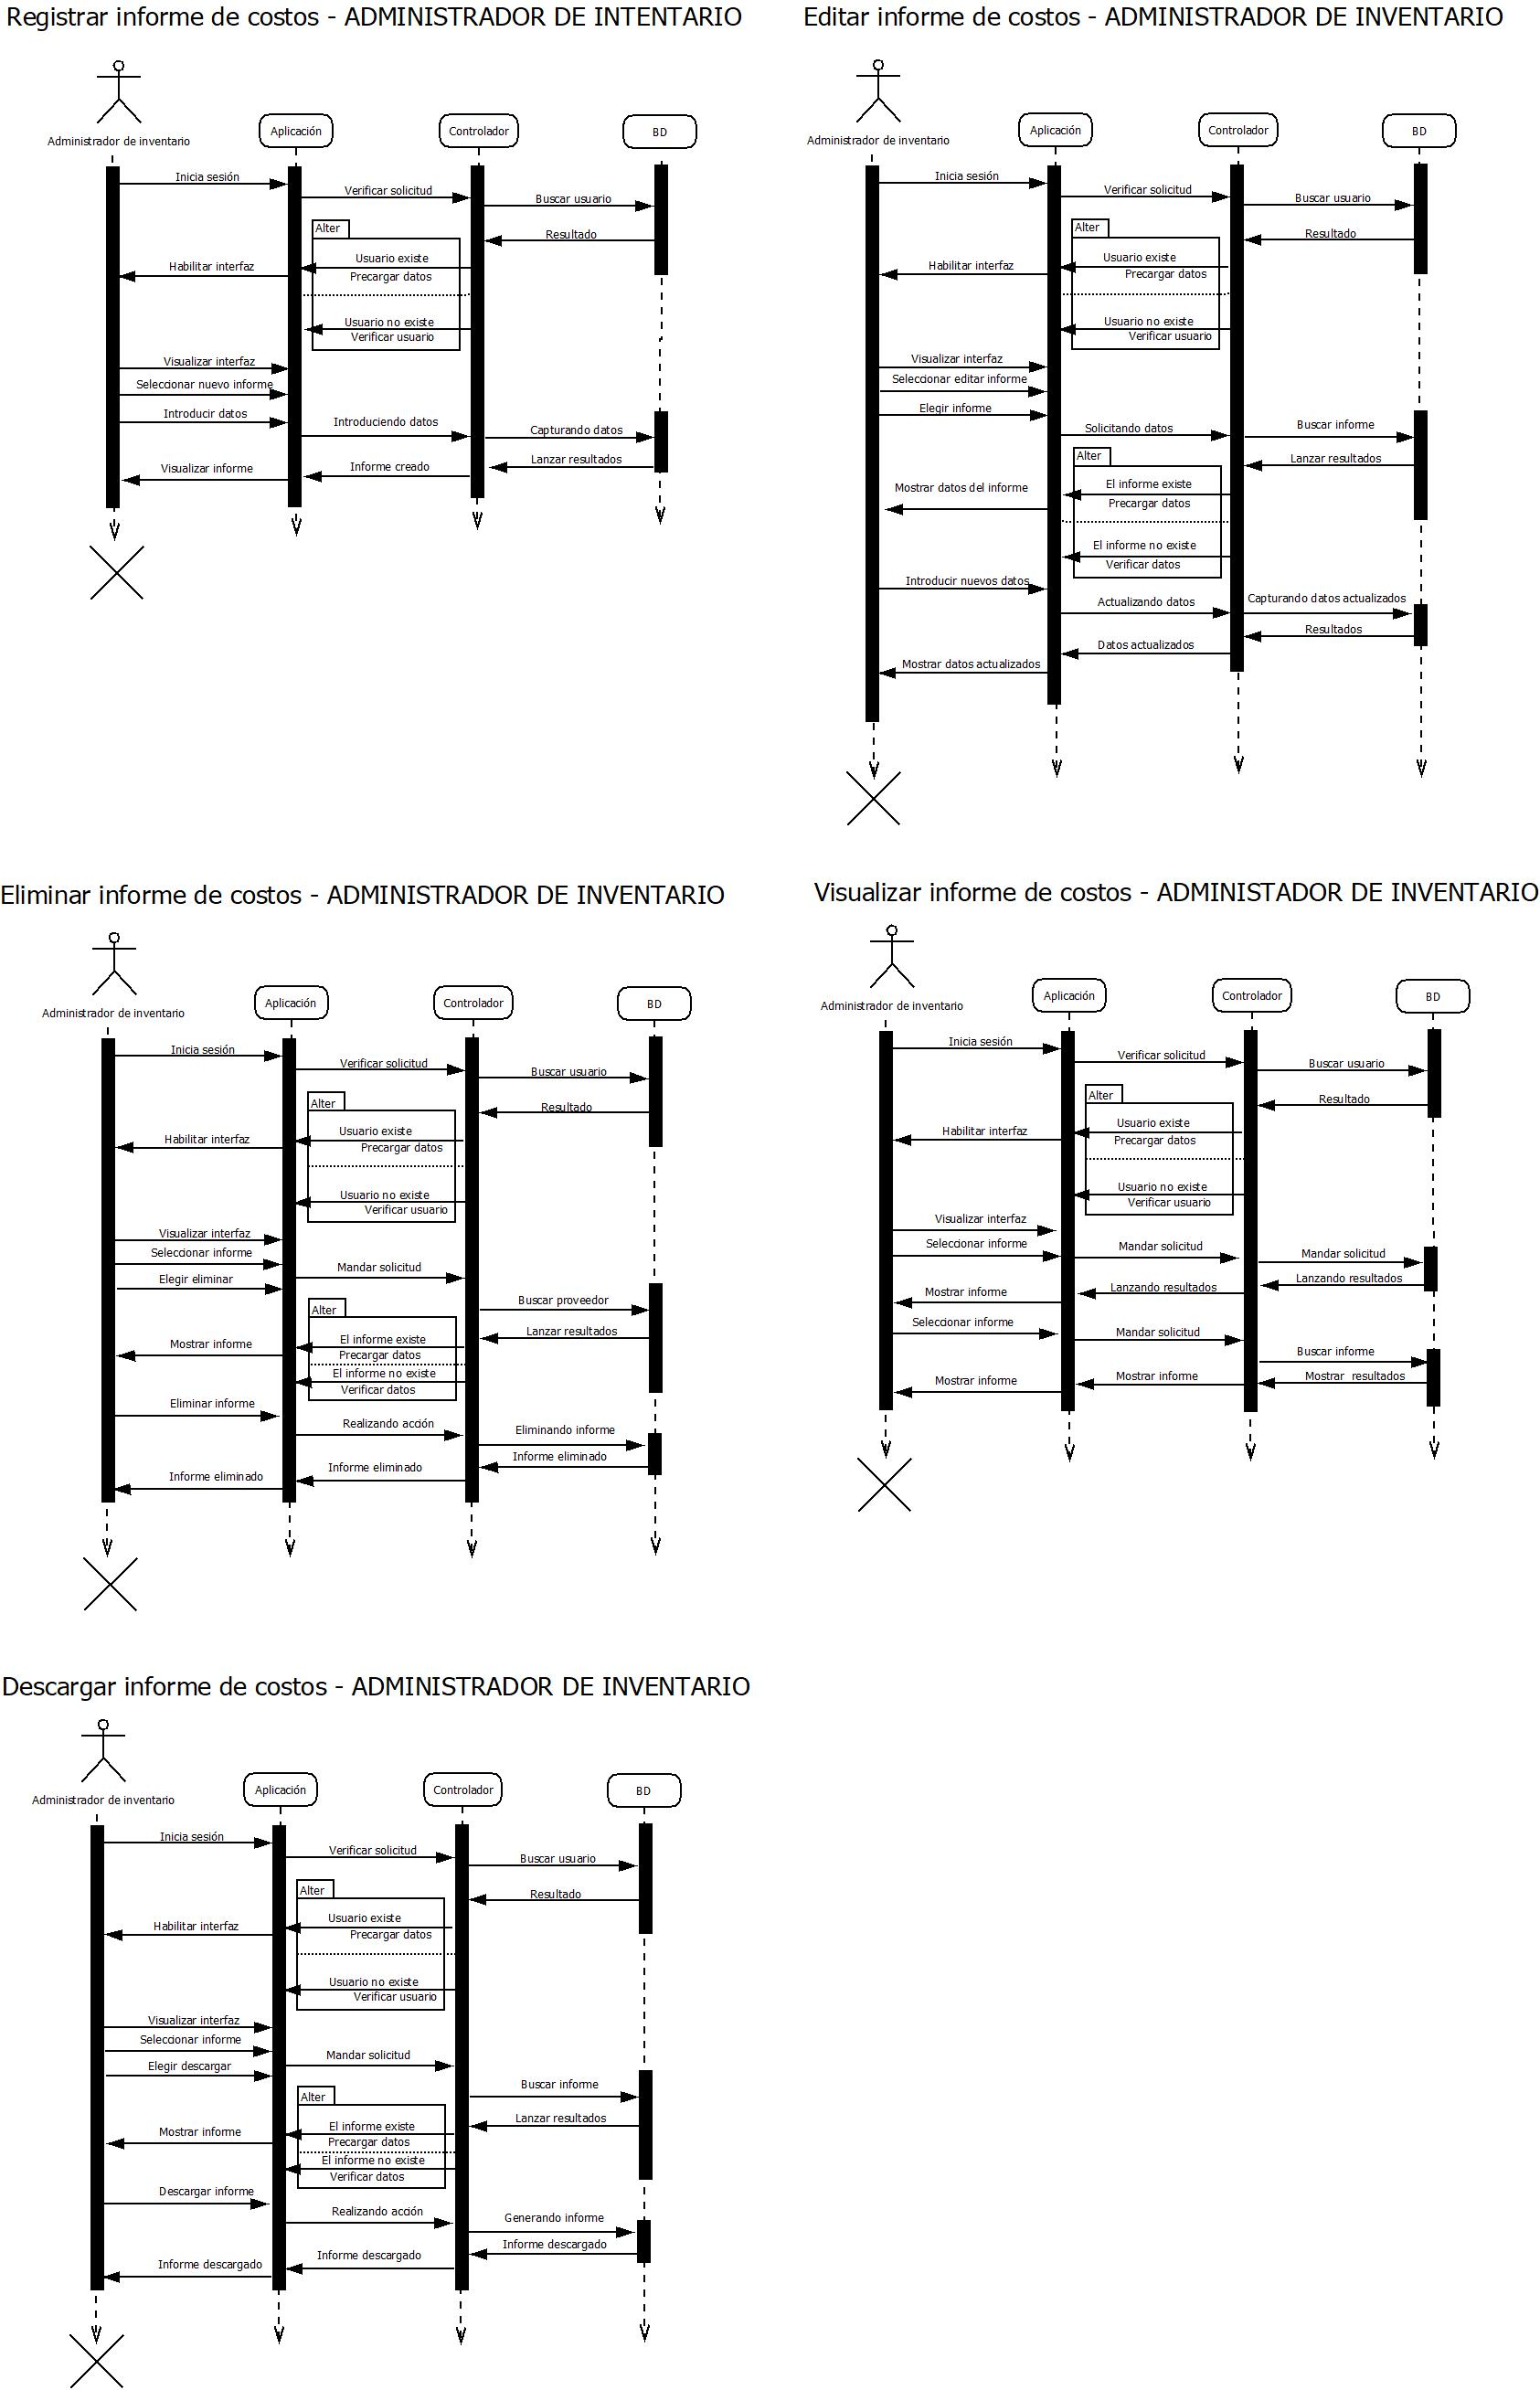 Registrar informe de costos - ADMINISTRADOR DE INTENTARIO
Administrador de inventario
Aplicación
Controlador
BD
Inicia sesión
Verificar solicitud
Buscar usuario
Alter
Resultado
Usuario existe
Habilitar interfaz
Precargar datos
Usuario no existe
Verificar usuario
Visualizar interfaz
Seleccionar nuevo informe
Introducir datos
Introduciendo datos
Capturando datos
Lanzar resultados
Visualizar informe
Informe creado
Editar informe de costos - ADMINISTRADOR DE INVENTARIO
Administrador de inventario
Aplicación
Controlador
BD
Inicia sesión
Verificar solicitud
Buscar usuario
Alter
Resultado
Usuario existe
Habilitar interfaz
Precargar datos
Usuario no existe
Verificar usuario
Visualizar interfaz
Seleccionar editar informe
Elegir informe
Solicitando datos
Buscar informe
Alter
Lanzar resultados
El informe existe
Mostrar datos del informe
Precargar datos
El informe no existe
Verificar datos
Introducir nuevos datos
Actualizando datos
Capturando datos actualizados
Resultados
Datos actualizados
Mostrar datos actualizados
Eliminar informe de costos - ADMINISTRADOR DE INVENTARIO
Administrador de inventario
Aplicación
Controlador
BD
Inicia sesión
Verificar solicitud
Buscar usuario
Alter
Resultado
Usuario existe
Habilitar interfaz
Precargar datos
Usuario no existe
Verificar usuario
Visualizar interfaz
Seleccionar informe
Elegir eliminar
Mandar solicitud
Buscar proveedor
Alter
Lanzar resultados
El informe existe
Mostrar informe
Precargar datos
El informe no existe
Verificar datos
Eliminar informe
Realizando acción
Eliminando informe
Informe eliminado
Informe eliminado
Informe eliminado
Visualizar informe de costos - ADMINISTADOR DE INVENTARIO
Administrador de inventario
Aplicación
Controlador
BD
Inicia sesión
Verificar solicitud
Buscar usuario
Alter
Resultado
Usuario existe
Habilitar interfaz
Precargar datos
Usuario no existe
Verificar usuario
Visualizar interfaz
Seleccionar informe
Mandar solicitud
Mandar solicitud
Lanzando resultados
Lanzando resultados
Mostrar informe
Seleccionar informe
Mandar solicitud
Buscar informe
Mostrar resultados
Mostrar informe
Mostrar informe
Descargar informe de costos - ADMINISTRADOR DE INVENTARIO
Administrador de inventario
Aplicación
Controlador
BD
Inicia sesión
Verificar solicitud
Buscar usuario
Alter
Resultado
Usuario existe
Habilitar interfaz
Precargar datos
Usuario no existe
Verificar usuario
Visualizar interfaz
Seleccionar informe
Elegir descargar
Mandar solicitud
Buscar informe
Alter
Lanzar resultados
El informe existe
Mostrar informe
Precargar datos
El informe no existe
Verificar datos
Descargar informe
Realizando acción
Generando informe
Informe descargado
Informe descargado
Informe descargado